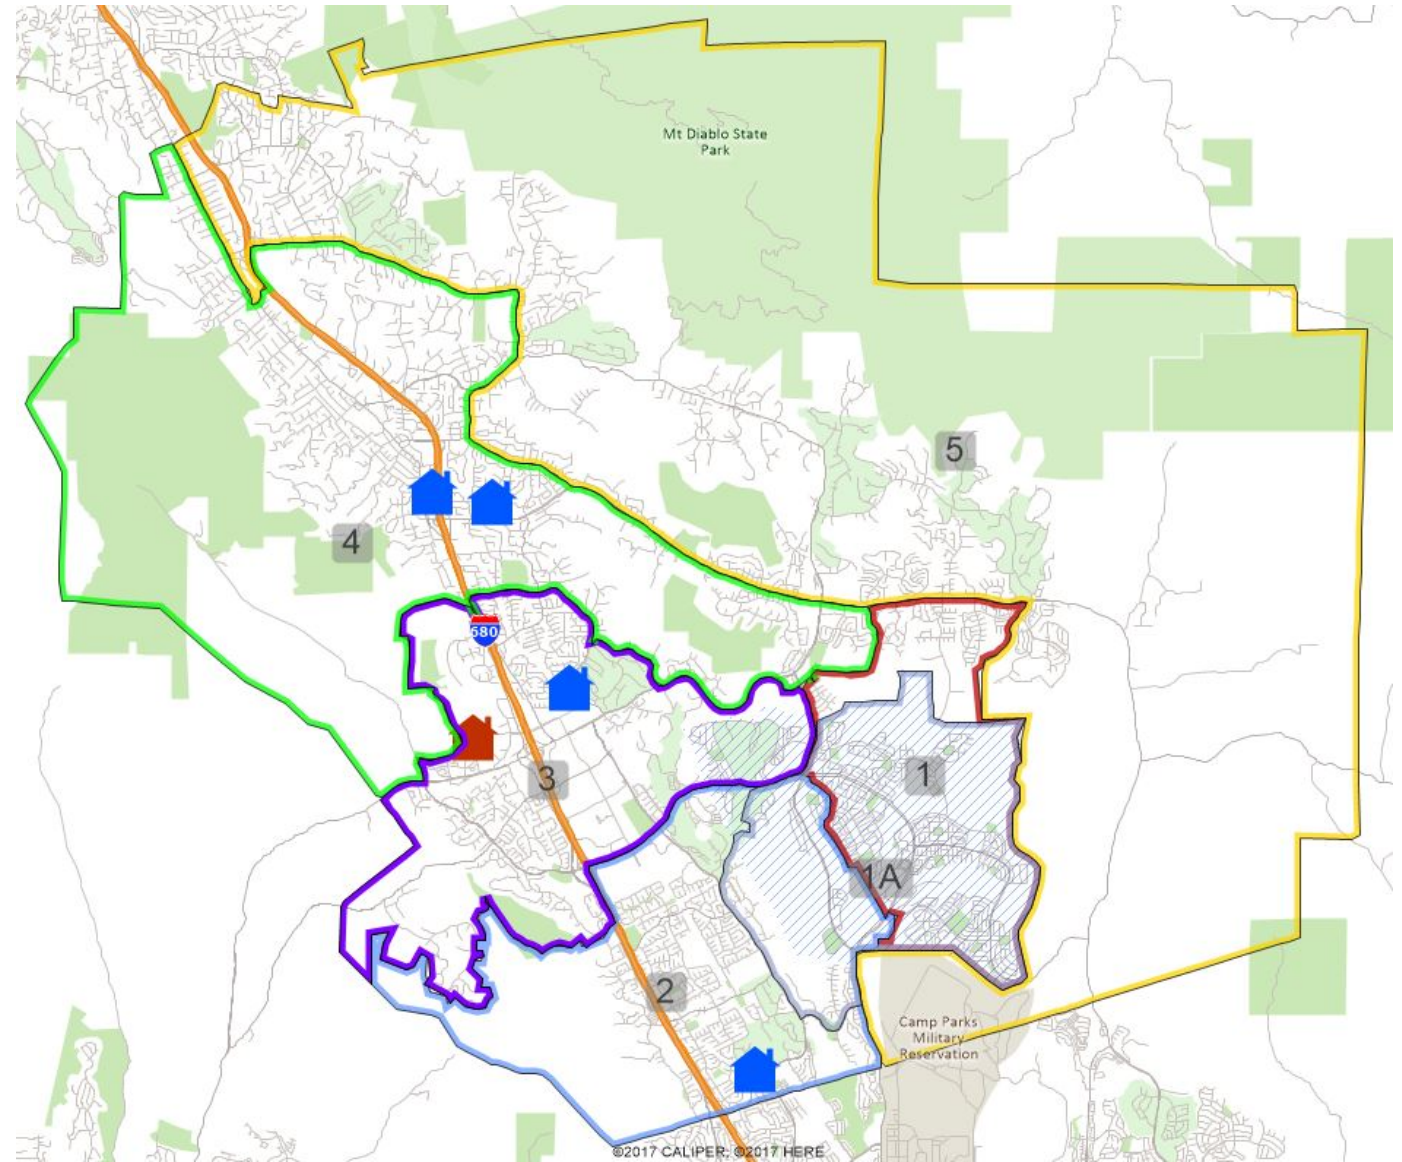 Mt Diablo State
Park
5
4
680
1
3
1A
2
Camp Parks
Military
Reservation
©2017 CALIPER; ©2017 HERE